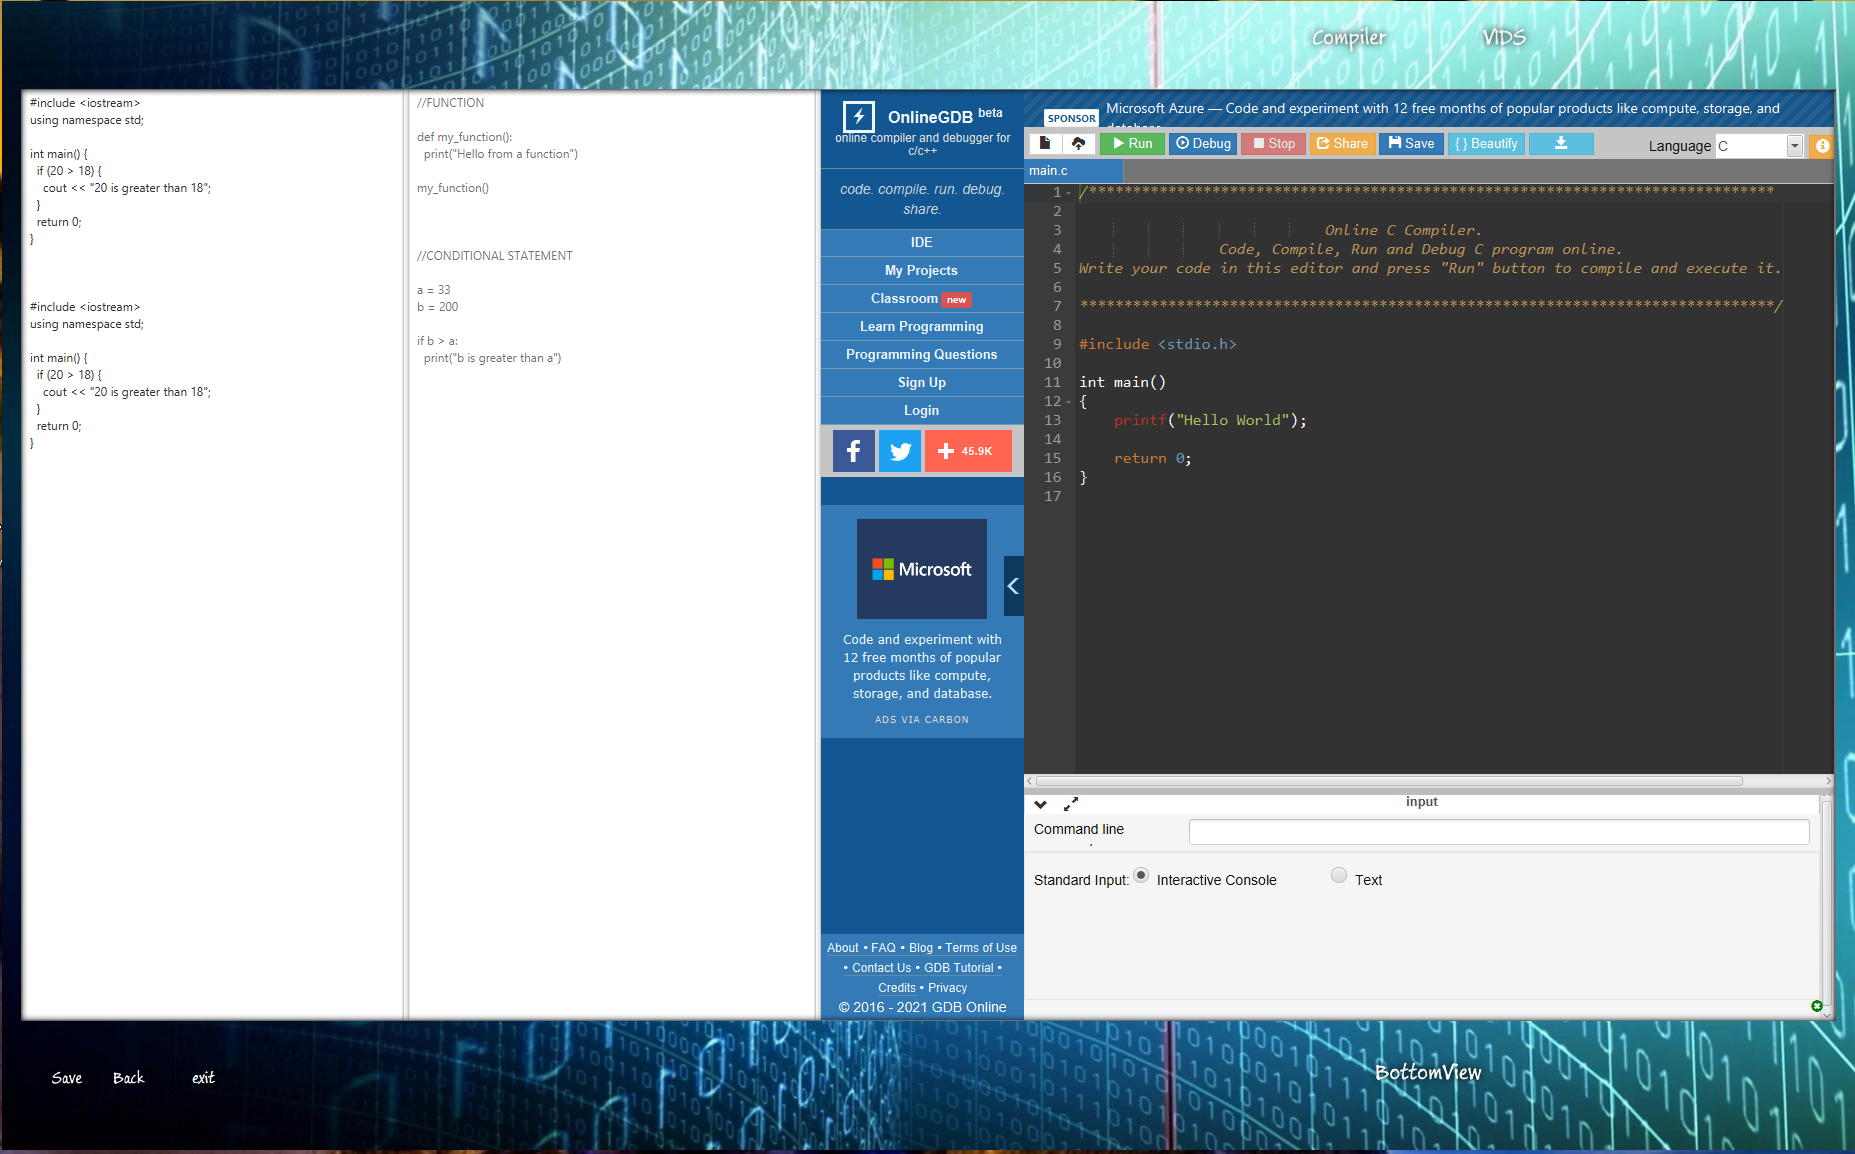 Compiler
VIDS
#include <iostream>
using namespace std;
int main() {
if (20 > 18) {
cout << "20 is greater than 18";
}
return 0;
}
#include <iostream>
using namespace std;
int main() {
if (20 > 18) {
cout << "20 is greater than 18";
}
return 0;
}
//FUNCTION
def my_function():
print("Hello from a function")
my_function()
//CONDITIONAL STATEMENT
a = 33
b = 200
if b > a:
print("b is greater than a")
OnlineGDB beta
online compiler and debugger for
c/c++
code. compile. run. debug.
share.
IDE
My Projects
Classroom new
Learn Programming
Programming Questions
Sign Up
Login
f
45.9K
Microsoft
Code and experiment with
12 free months of popular
products like compute,
storage, and database.
ADS VIA CARBON
About • FAQ • Blog • Terms of Use
• Contact Us • GDB Tutorial •
Credits • Privacy
© 2016 - 2021 GDB Online
SPONSOR
Microsoft Azure — Code and experiment with 12 free months of popular products like compute, storage, and
Run
Debug
Stop
Share
Save
{ } Beautify
Language
C
main.c
1 /******************************************************************************
2
3 Online C Compiler.
4 Code, Compile, Run and Debug C program online.
5 Write your code in this editor and press "Run" button to compile and execute it.
6
7 *******************************************************************************/
8
9 #include <stdio.h>
10
11 int main()
12 {
13 printf("Hello World");
14
15 return 0;
16 }
17
input
Command line
Standard Input:
Interactive Console
Text
Save
Back
exit
BottomView